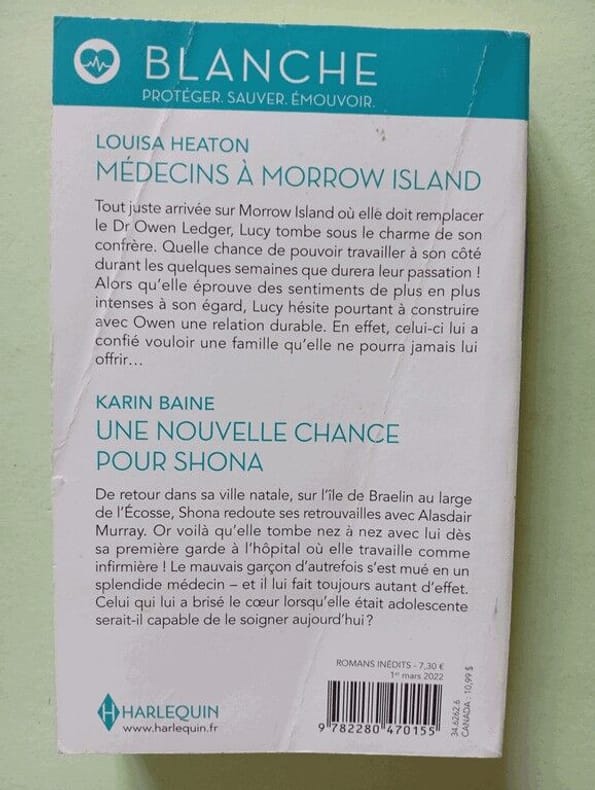 BLANCHE
PROTÉGER. SAUVER. ÉMOUVOIR.
LOUISA HEATON
MÉDECINS À MORROW ISLAND
Tout juste arrivée sur Morrow Island où elle doit remplacer
le Dr Owen Ledger, Lucy tombe sous le charme de son
confrère. Quelle chance de pouvoir travailler à son côté
durant les quelques semaines que durera leur passation !
Alors qu'elle éprouve des sentiments de plus en plus
intenses à son égard, Lucy hésite pourtant à construire
avec Owen une relation durable. En effet, celui-ci lui a
confié vouloir une famille qu'elle ne pourra jamais lui
offrir…
KARIN BAINE
UNE NOUVELLE CHANCE
POUR SHONA
De retour dans sa ville natale, sur l'île de Braelin au large
de l'Écosse, Shona redoute ses retrouvailles avec Alasdair
Murray. Or voilà qu'elle tombe nez à nez avec lui dès
sa première garde à l'hôpital où elle travaille comme
infirmière ! Le mauvais garçon d'autrefois s'est mué en un
splendide médecin – et il lui fait toujours autant d'effet.
Celui qui lui a brisé le cœur lorsqu'elle était adolescente
serait-il capable de le soigner aujourd'hui ?
ROMANS INÉDITS - 7,30 €
1er mars 2022
9 782280 470155
34.6262.6
CANADA : 10,99 $
H HARLEQUIN
www.harlequin.fr